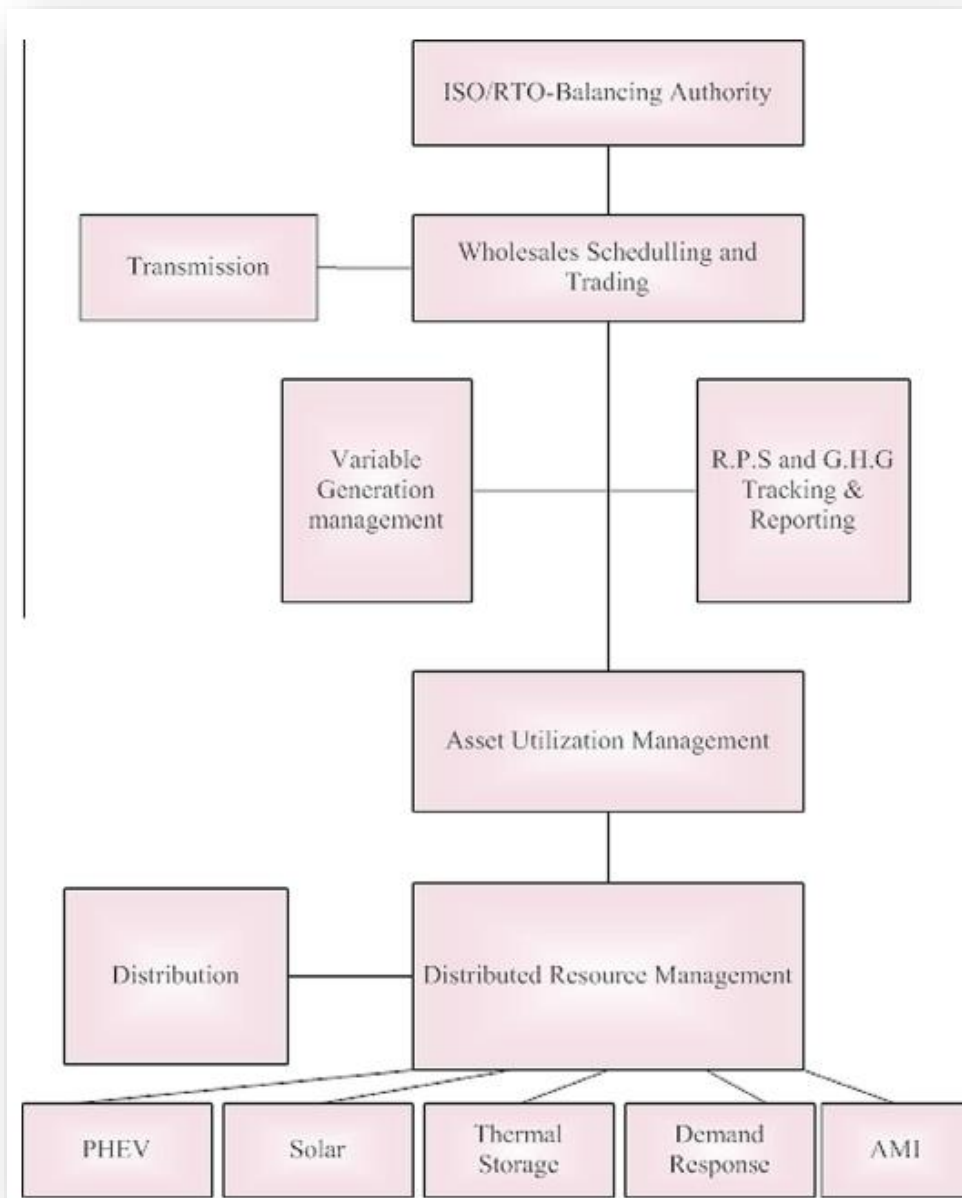 ISO/RTO-Balancing Authority
Transmission
Wholesales Schedulling and
Trading
Variable
Generation
management
R.P.S and G.H.G
Tracking &
Reporting
Asset Utilization Management
Distribution
Distributed Resource Management
PHEV
Solar
Thermal
Storage
Demand
Response
AMI